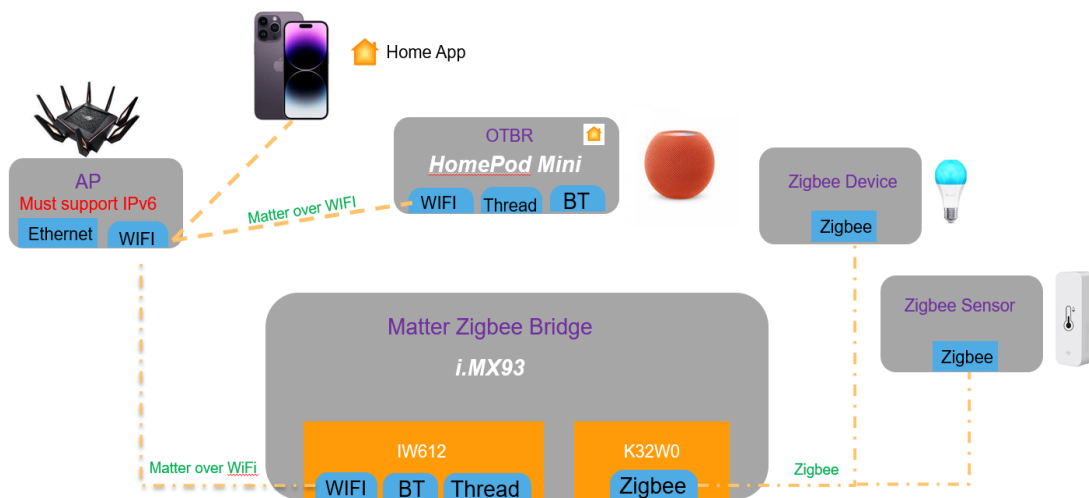 Home App
OTBR
HomePod Mini
WIFI
Thread
BT
AP
Must support IPv6
Ethernet
WIFI
Matter over WIFI
Zigbee Device
Zigbee
Zigbee Sensor
Zigbee
Matter Zigbee Bridge
i.MX93
IW612
K32W0
Matter over WiFi
WIFI
BT
Thread
Zigbee
Zigbee